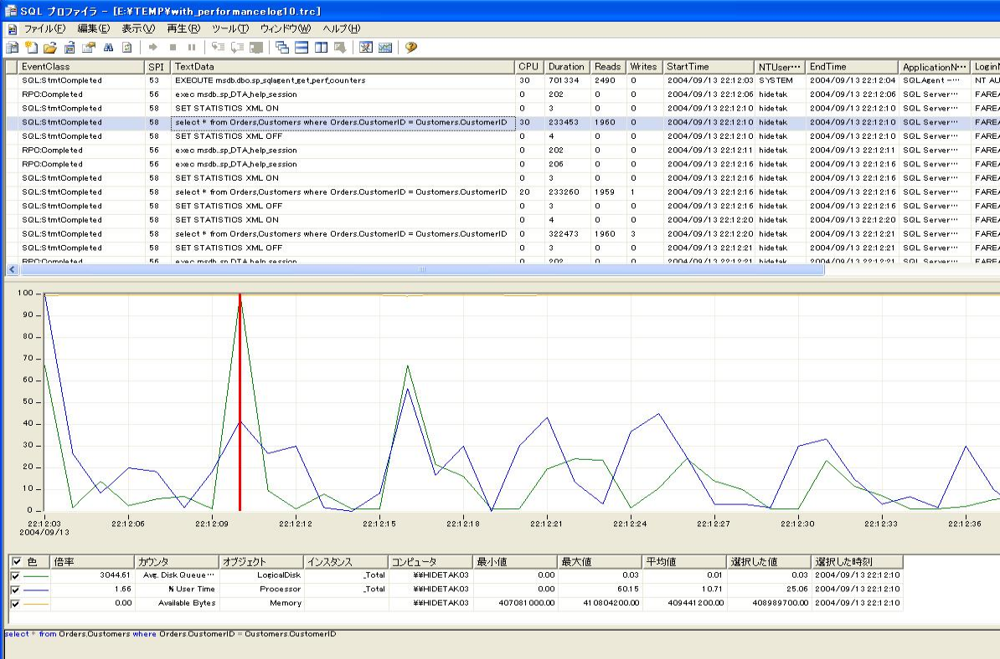 SQL プロファイラ - [E:¥TEMP¥with_performancelog10.trc]
ファイル(F) 編集(E) 表示(V) 再生(R) ツール(T) ウィンドウ(W) ヘルプ(H)
EventClass SPI TextData CPU Duration Reads Writes StartTime NTUser… EndTime ApplicationN… LoginN
SQL:StmtCompleted 53 EXECUTE msdb.dbo.sp_sqlagent_get_perf_counters 30 701334 2490 0 2004/09/13 22:12:03 SYSTEM 2004/09/13 22:12:04 SQLAgent -… NT AU
RPC:Completed 56 exec msdb..sp_DTA_help_session 0 202 0 0 2004/09/13 22:12:06 hidetak 2004/09/13 22:12:06 SQL Server… FAREA
SQL:StmtCompleted 58 SET STATISTICS XML ON 0 3 0 0 2004/09/13 22:12:10 hidetak 2004/09/13 22:12:10 SQL Server… FAREA
SQL:StmtCompleted 58 select * from Orders,Customers where Orders.CustomerID = Customers.CustomerID 30 233453 1960 0 2004/09/13 22:12:10 hidetak 2004/09/13 22:12:10 SQL Server… FAREA
SQL:StmtCompleted 58 SET STATISTICS XML OFF 0 4 0 0 2004/09/13 22:12:10 hidetak 2004/09/13 22:12:10 SQL Server… FAREA
RPC:Completed 56 exec msdb..sp_DTA_help_session 0 202 0 0 2004/09/13 22:12:11 hidetak 2004/09/13 22:12:11 SQL Server… FAREA
RPC:Completed 56 exec msdb..sp_DTA_help_session 0 206 0 0 2004/09/13 22:12:16 hidetak 2004/09/13 22:12:16 SQL Server… FAREA
SQL:StmtCompleted 58 SET STATISTICS XML ON 0 3 0 0 2004/09/13 22:12:16 hidetak 2004/09/13 22:12:16 SQL Server… FAREA
SQL:StmtCompleted 58 select * from Orders,Customers where Orders.CustomerID = Customers.CustomerID 20 233260 1959 1 2004/09/13 22:12:16 hidetak 2004/09/13 22:12:16 SQL Server… FAREA
SQL:StmtCompleted 58 SET STATISTICS XML OFF 0 3 0 0 2004/09/13 22:12:16 hidetak 2004/09/13 22:12:16 SQL Server… FAREA
SQL:StmtCompleted 58 SET STATISTICS XML ON 0 4 0 0 2004/09/13 22:12:20 hidetak 2004/09/13 22:12:20 SQL Server… FAREA
SQL:StmtCompleted 58 select * from Orders,Customers where Orders.CustomerID = Customers.CustomerID 0 322473 1960 3 2004/09/13 22:12:20 hidetak 2004/09/13 22:12:21 SQL Server… FAREA
SQL:StmtCompleted 58 SET STATISTICS XML OFF 0 3 0 0 2004/09/13 22:12:21 hidetak 2004/09/13 22:12:21 SQL Server… FAREA
RPC:Completed 56 exec msdb..sp_DTA_help_session 0 202 0 0 2004/09/13 22:12:21 hidetak 2004/09/13 22:12:21 SQL Server… FAREA
100
90
80
70
60
50
40
30
20
10
0
22:12:03 22:12:06 22:12:09 22:12:12 22:12:15 22:12:18 22:12:21 22:12:24 22:12:27 22:12:30 22:12:33 22:12:36
2004/09/13
色 倍率 カウンタ オブジェクト インスタンス コンピュータ 最小値 最大値 平均値 選択した値 選択した時刻
3044.61 Avg. Disk Queue… LogicalDisk _Total ¥¥HIDETAK03 0.00 0.03 0.01 0.03 2004/09/13 22:12:10
1.66 % User Time Processor _Total ¥¥HIDETAK03 0.00 60.15 10.71 25.06 2004/09/13 22:12:10
0.00 Available Bytes Memory ¥¥HIDETAK03 407081000.00 410804200.00 409441200.00 408989700.00 2004/09/13 22:12:10
select * from Orders,Customers where Orders.CustomerID = Customers.CustomerID